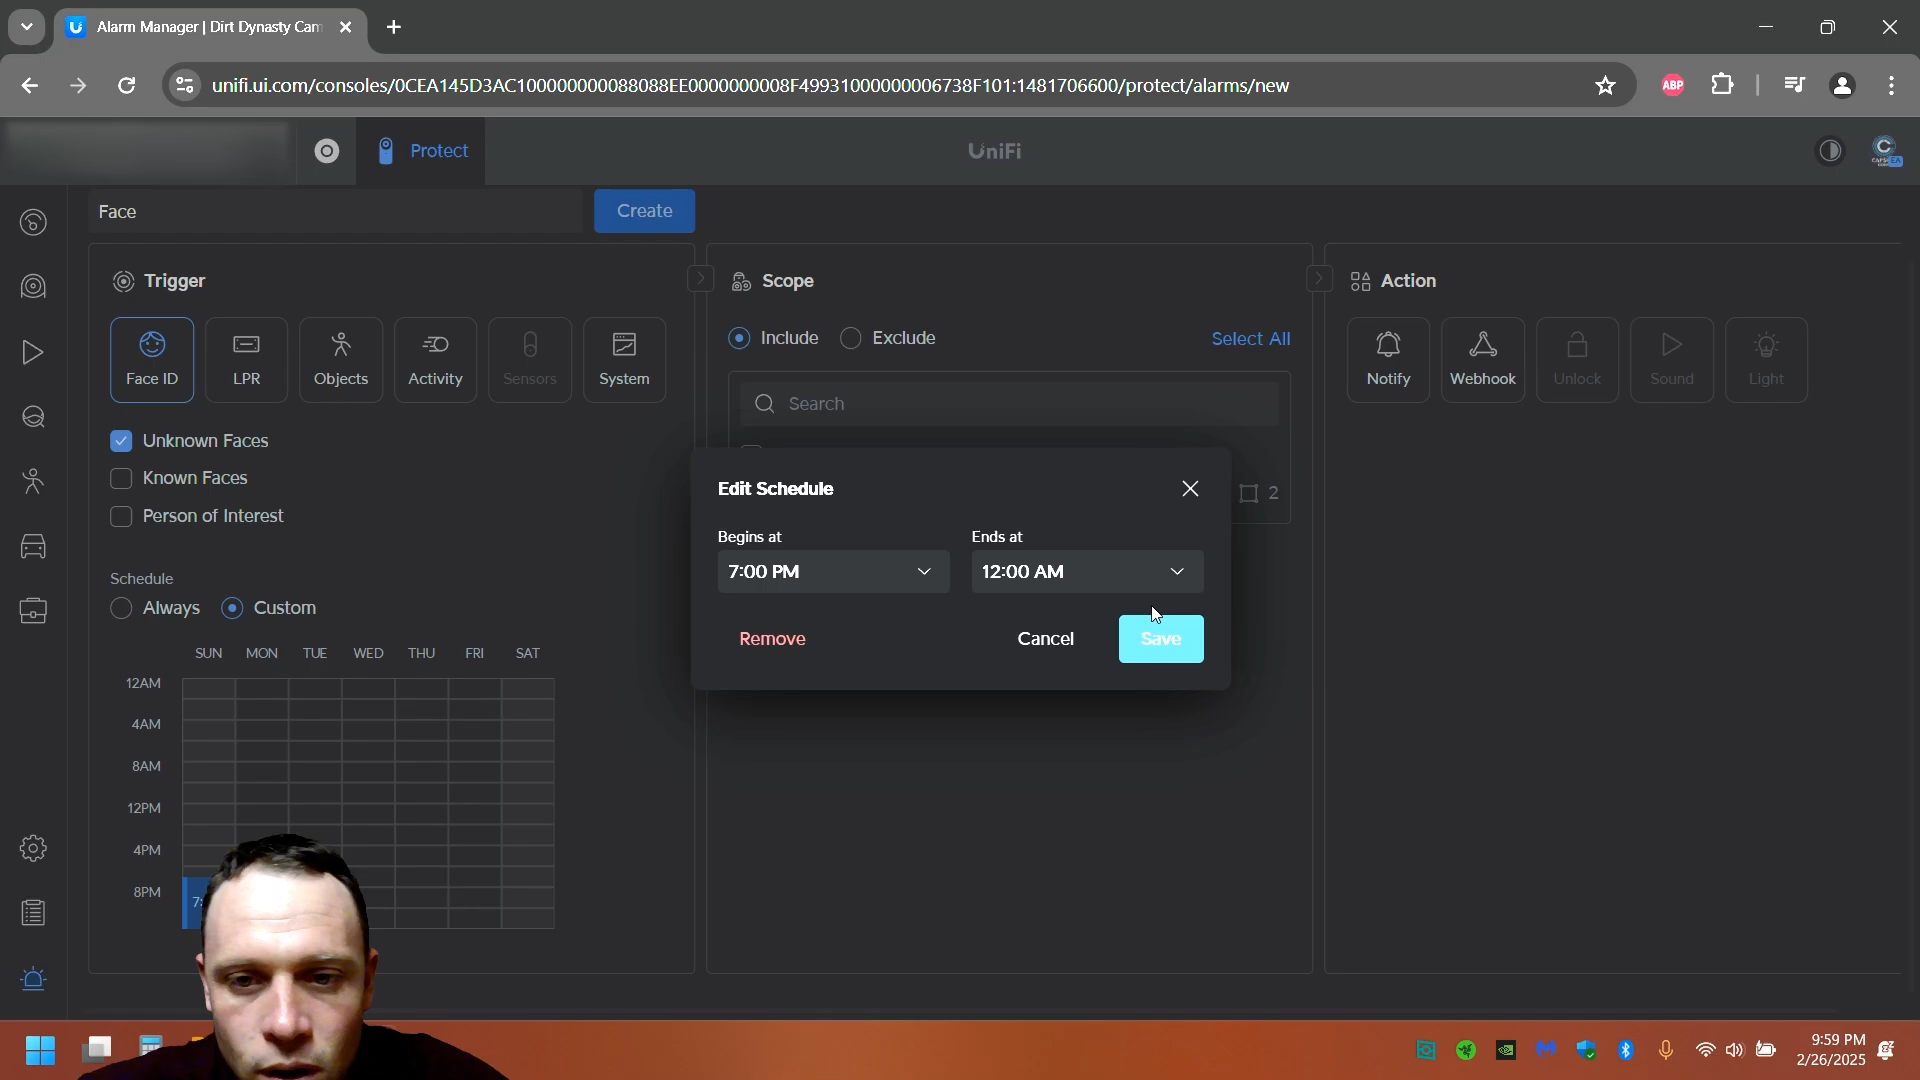 Alarm Manager | Dirt Dynasty Cam
unifi.ui.com/consoles/0CEA145D3AC100000000088088EE0000000008F49931000000006738F101:1481706600/protect/alarms/new
ABP
Protect
UniFi
Face
Create
Trigger
Scope
Action
Face ID
LPR
Objects
Activity
Sensors
System
Include
Exclude
Select All
Notify
Webhook
Unlock
Sound
Light
Search
Unknown Faces
Known Faces
Person of Interest
2
Edit Schedule
Begins at
Ends at
7:00 PM
12:00 AM
Remove
Cancel
Save
Schedule
Always
Custom
SUN MON TUE WED THU FRI SAT
12AM
4AM
8AM
12PM
4PM
8PM
7:
9:59 PM
2/26/2025